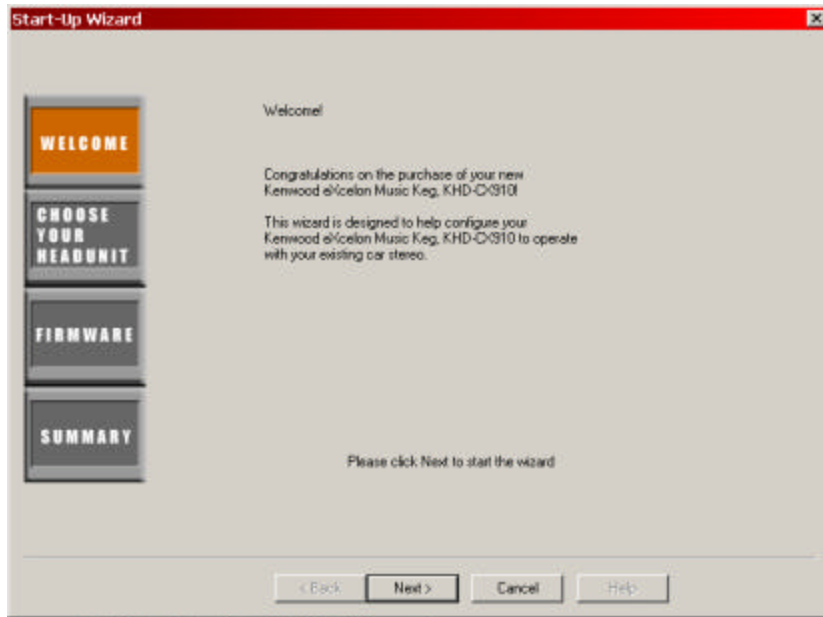 Start-Up Wizard
WELCOME
CHOOSE
YOUR
HEADUNIT
FIRMWARE
SUMMARY
Welcome!
Congratulations on the purchase of your new
Kenwood eXcelon Music Keg, KHD-CX910!
This wizard is designed to help configure your
Kenwood eXcelon Music Keg, KHD-CX910 to operate
with your existing car stereo.
Please click Next to start the wizard
< Back
Next >
Cancel
Help